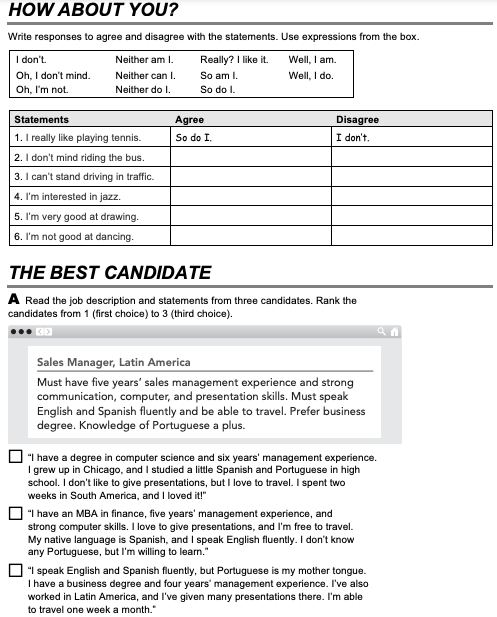 HOW ABOUT YOU?
Write responses to agree and disagree with the statements. Use expressions from the box.
I don't. Neither am I. Really? I like it. Well, I am.
Oh, I don't mind. Neither can I. So am I. Well, I do.
Oh, I'm not. Neither do I. So do I.
Statements Agree Disagree
1. I really like playing tennis. So do I. I don't.
2. I don't mind riding the bus.
3. I can't stand driving in traffic.
4. I'm interested in jazz.
5. I'm very good at drawing.
6. I'm not good at dancing.
THE BEST CANDIDATE
A Read the job description and statements from three candidates. Rank the
candidates from 1 (first choice) to 3 (third choice).
Sales Manager, Latin America
Must have five years' sales management experience and strong
communication, computer, and presentation skills. Must speak
English and Spanish fluently and be able to travel. Prefer business
degree. Knowledge of Portuguese a plus.
"I have a degree in computer science and six years' management experience.
I grew up in Chicago, and I studied a little Spanish and Portuguese in high
school. I don't like to give presentations, but I love to travel. I spent two
weeks in South America, and I loved it!"
"I have an MBA in finance, five years' management experience, and
strong computer skills. I love to give presentations, and I'm free to travel.
My native language is Spanish, and I speak English fluently. I don't know
any Portuguese, but I'm willing to learn."
"I speak English and Spanish fluently, but Portuguese is my mother tongue.
I have a business degree and four years' management experience. I've also
worked in Latin America, and I've given many presentations there. I'm able
to travel one week a month."